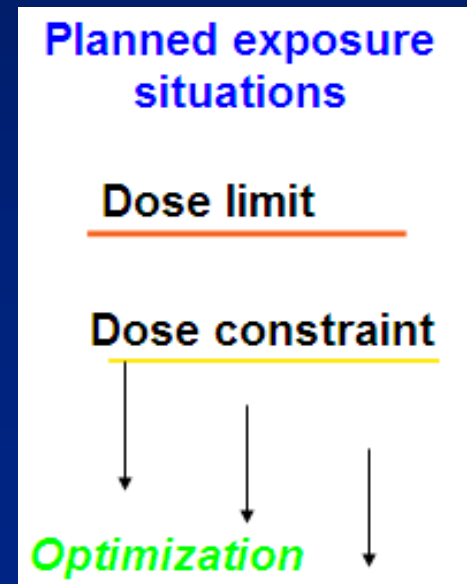 Planned exposure
situations
Dose limit
Dose constraint
Optimization